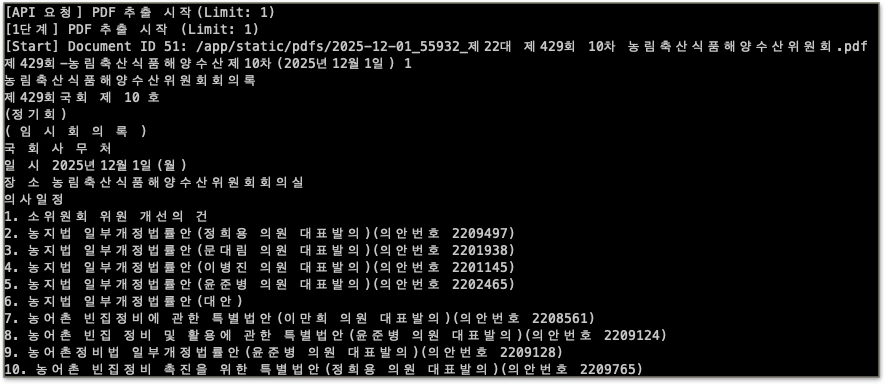 [API 요청] PDF 추출 시작(Limit: 1)
[1단계] PDF 추출 시작 (Limit: 1)
[Start] Document ID 51: /app/static/pdfs/2025-12-01_55932_제22대 제429회 10차 농림축산식품해양수산위원회.pdf
제429회-농림축산식품해양수산제10차(2025년12월1일) 1
농림축산식품해양수산위원회회의록
제429회국회 제 10 호
(정기회)
( 임 시 회 의 록 )
국 회 사 무 처
일 시 2025년12월1일(월)
장 소 농림축산식품해양수산위원회회의실
의사일정
1. 소위원회 위원 개선의 건
2. 농지법 일부개정법률안(정희용 의원 대표발의)(의안번호 2209497)
3. 농지법 일부개정법률안(문대림 의원 대표발의)(의안번호 2201938)
4. 농지법 일부개정법률안(이병진 의원 대표발의)(의안번호 2201145)
5. 농지법 일부개정법률안(윤준병 의원 대표발의)(의안번호 2202465)
6. 농지법 일부개정법률안(대안)
7. 농어촌 빈집정비에 관한 특별법안(이만희 의원 대표발의)(의안번호 2208561)
8. 농어촌 빈집 정비 및 활용에 관한 특별법안(윤준병 의원 대표발의)(의안번호 2209124)
9. 농어촌정비법 일부개정법률안(윤준병 의원 대표발의)(의안번호 2209128)
10. 농어촌 빈집정비 촉진을 위한 특별법안(정희용 의원 대표발의)(의안번호 2209765)